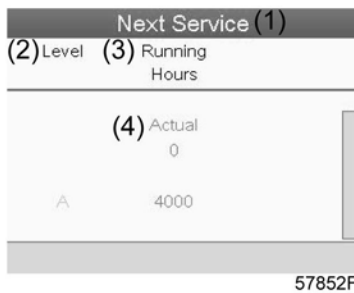 Next Service (1)
(2) Level (3) Running
Hours
(4) Actual
0
A 4000
57852F